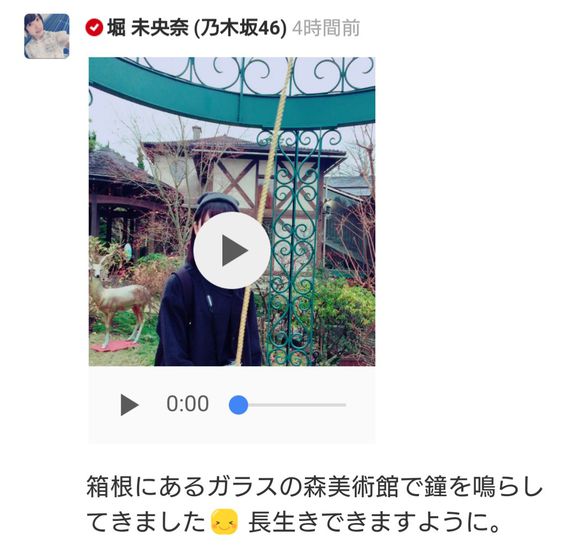 堀 未央奈 (乃木坂46) 4時間前
0:00
箱根にあるガラスの森美術館で鐘を鳴らし
てきました😊 長生きできますように。